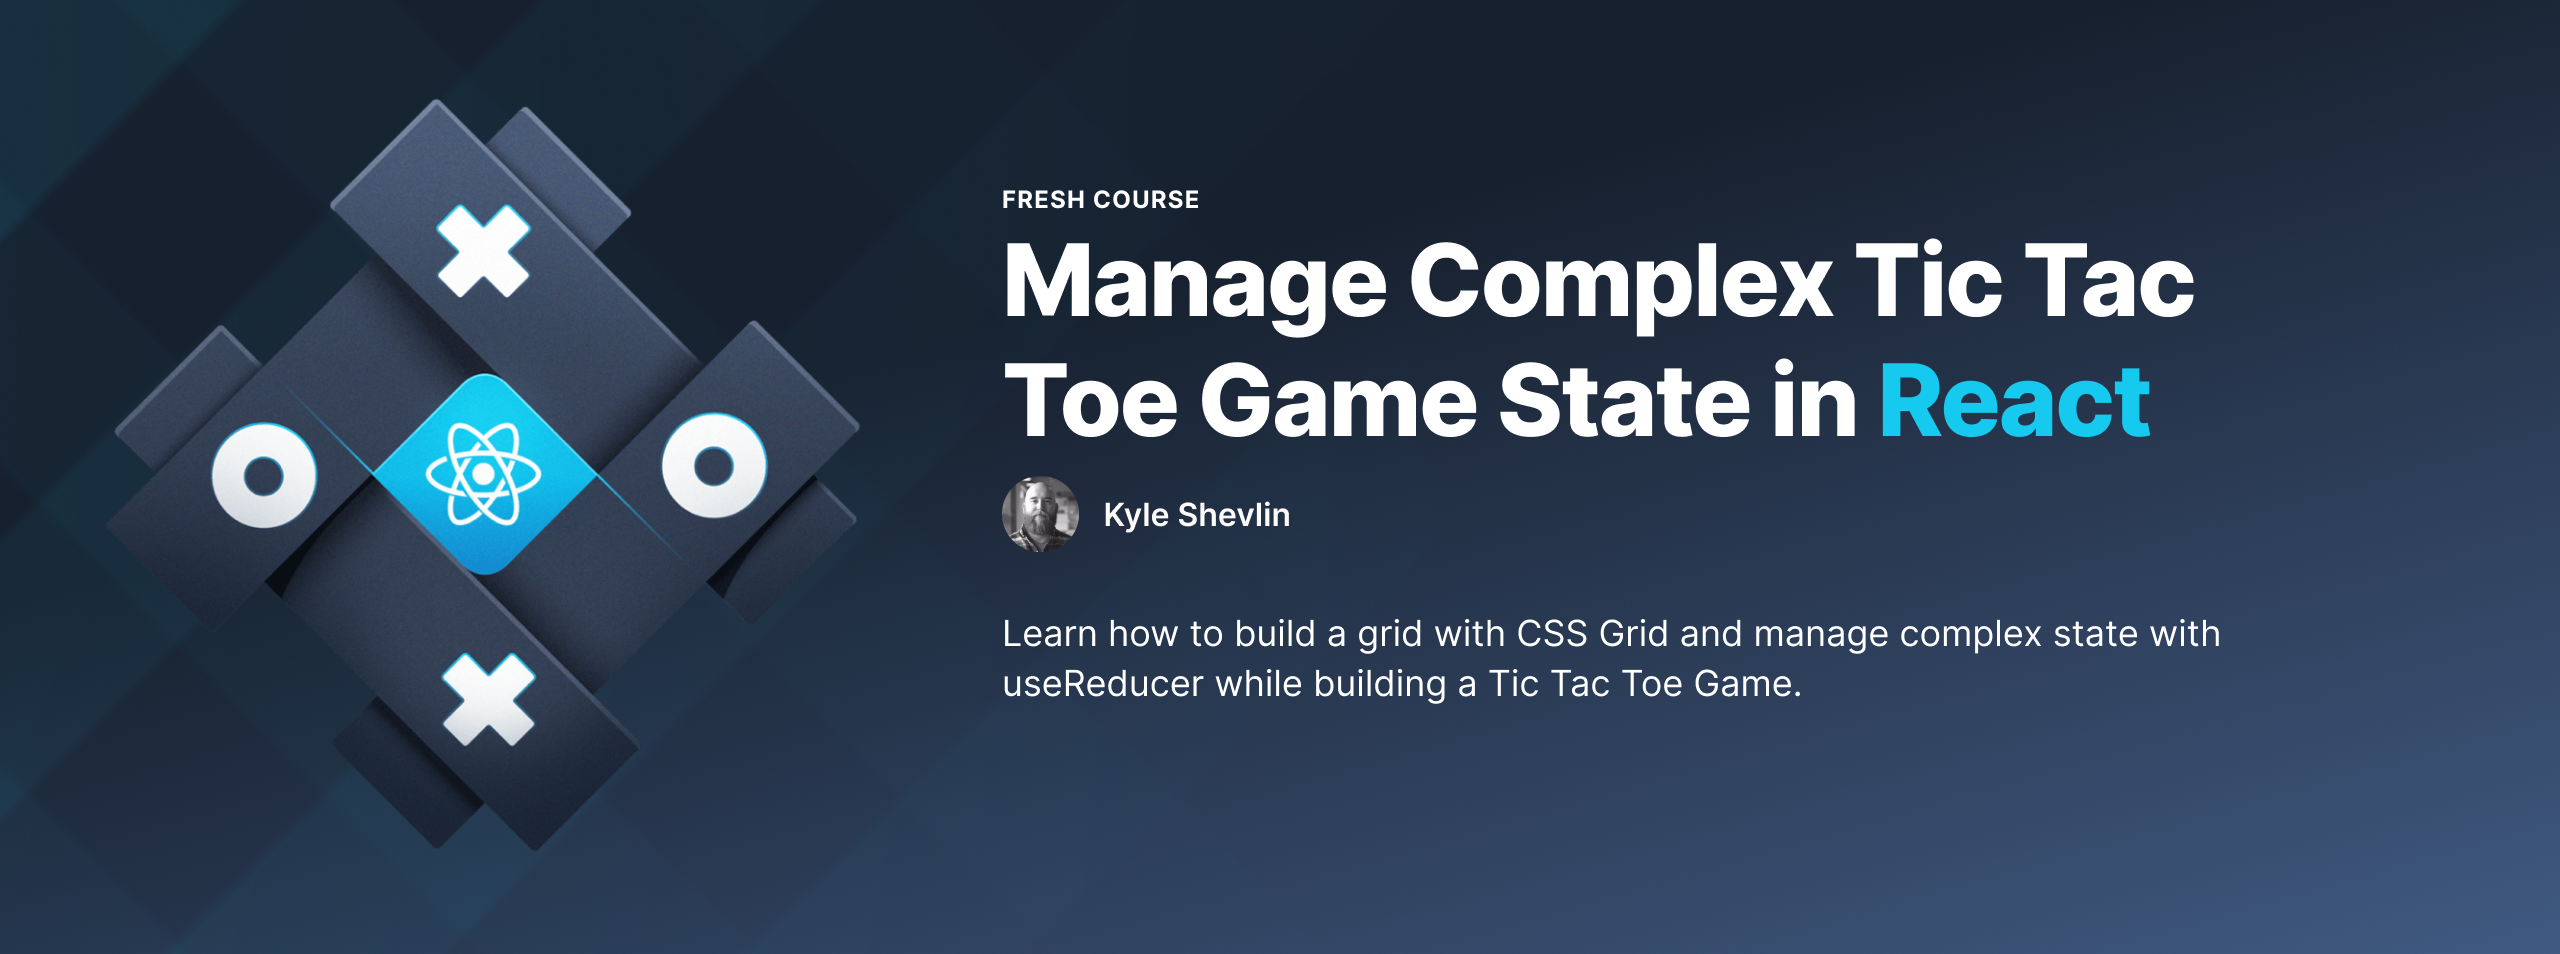 FRESH COURSE
Manage Complex Tic Tac
Toe Game State in React
Kyle Shevlin
Learn how to build a grid with CSS Grid and manage complex state with
useReducer while building a Tic Tac Toe Game.